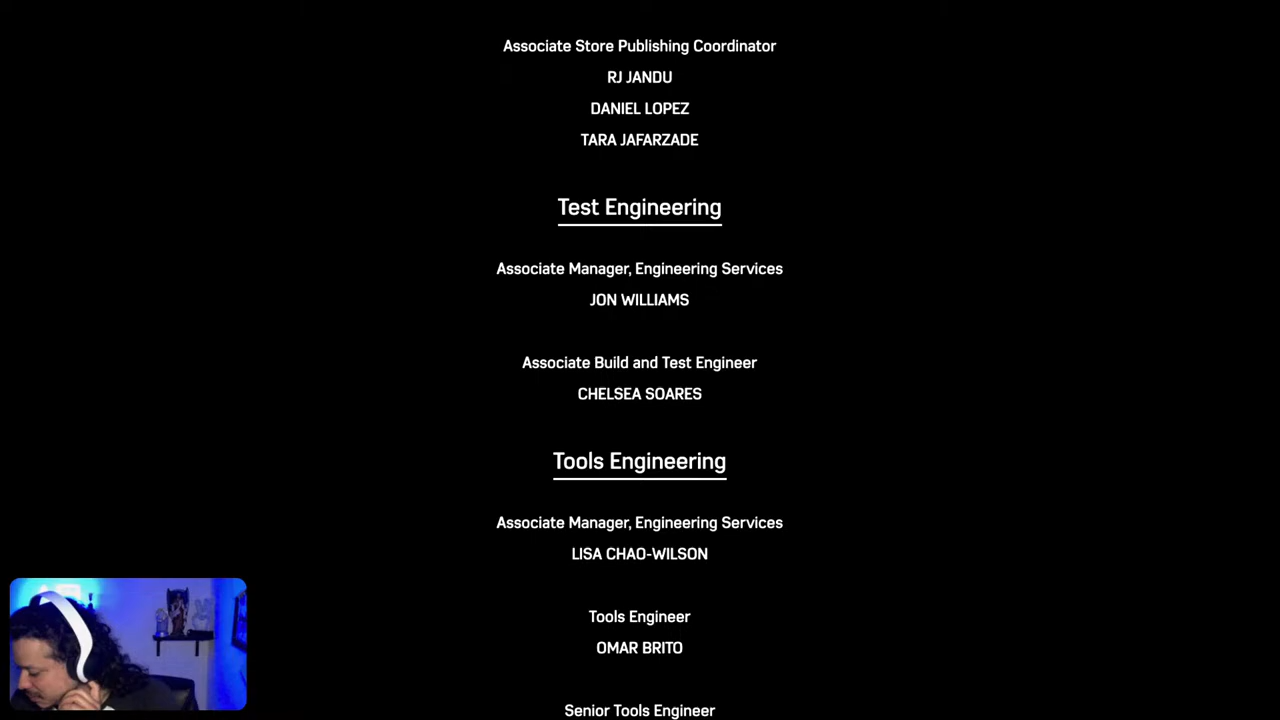 Associate Store Publishing Coordinator
RJ JANDU
DANIEL LOPEZ
TARA JAFARZADE
Test Engineering
Associate Manager, Engineering Services
JON WILLIAMS
Associate Build and Test Engineer
CHELSEA SOARES
Tools Engineering
Associate Manager, Engineering Services
LISA CHAO-WILSON
Tools Engineer
OMAR BRITO
Senior Tools Engineer